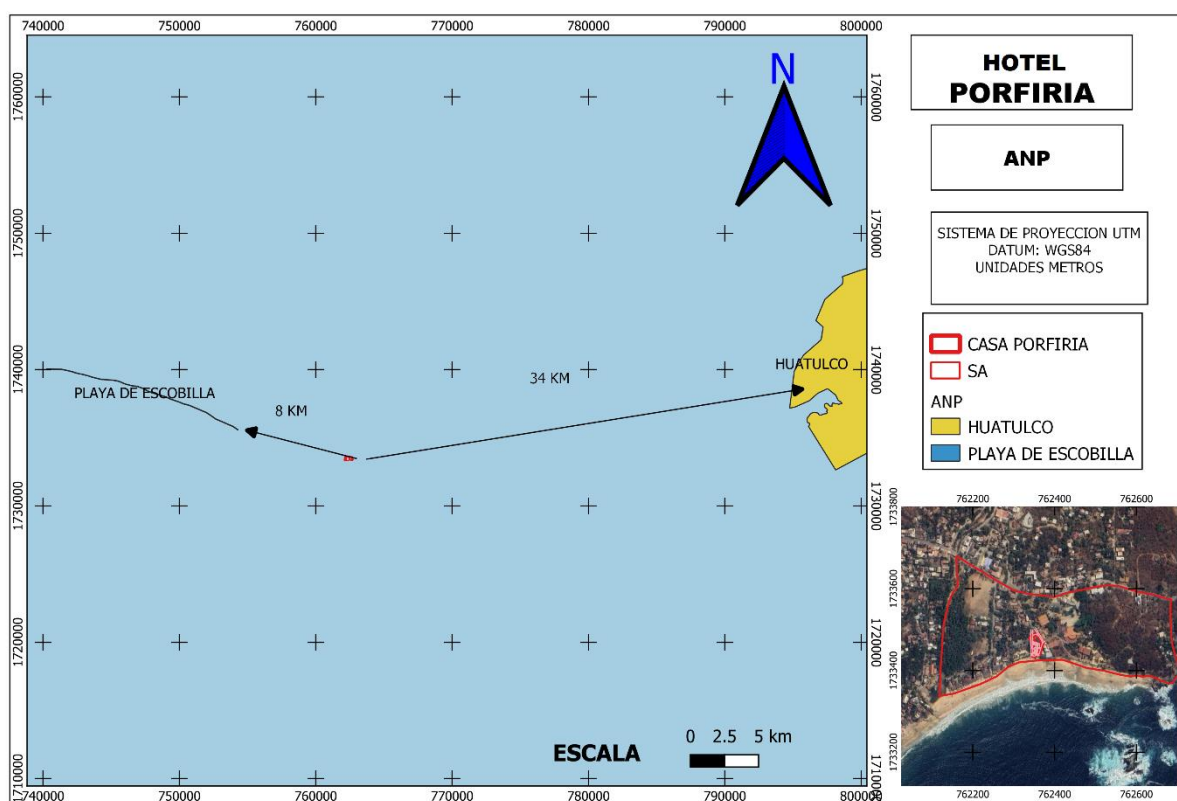 740000 750000 760000 770000 780000 790000 800000
1760000
1750000
1740000
1730000
1720000
1710000
N
HUATULCO
34 KM
PLAYA DE ESCOBILLA
8 KM
ESCALA
0 2.5 5 km
1760000
1750000
1740000
1730000
1720000
1710000
740000 750000 760000 770000 780000 790000 800000
HOTEL
PORFIRIA
ANP
SISTEMA DE PROYECCION UTM
DATUM: WGS84
UNIDADES METROS
CASA PORFIRIA
SA
ANP
HUATULCO
PLAYA DE ESCOBILLA
762200 762400 762600
1733800
1733600
1733400
1733200
762200 762400 762600